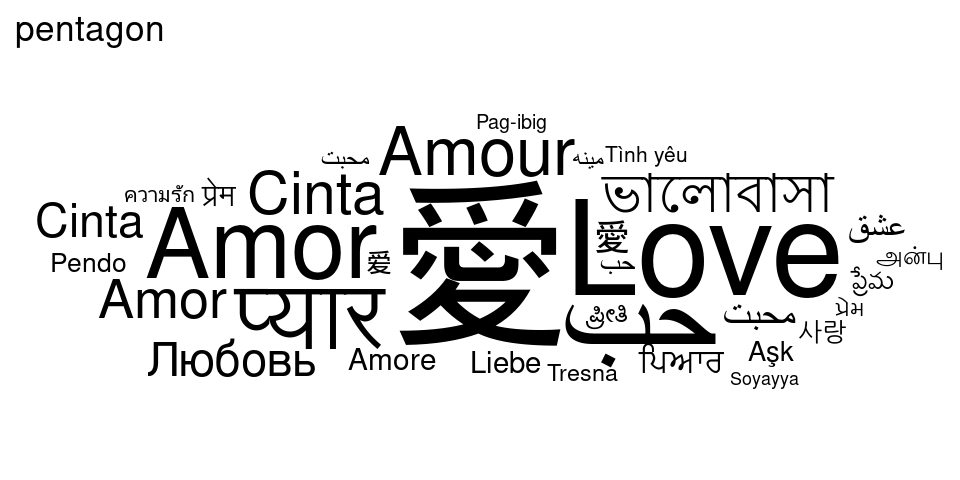 pentagon
Pag-ibig
Amour
محبت
مينه
Tình yêu
ความรัก
प्रेम
Cinta
ভালোবাসা
Cinta
Amor
愛
愛
Love
عشق
Pendo
愛
حب
அன்பு
ప్రేమ
Amor
प्यार
حب
ಪ್ರೀತಿ
محبت
પ્રેમ
사랑
Любовь
Amore
Liebe
Tresna
ਪਿਆਰ
Aşk
Soyayya